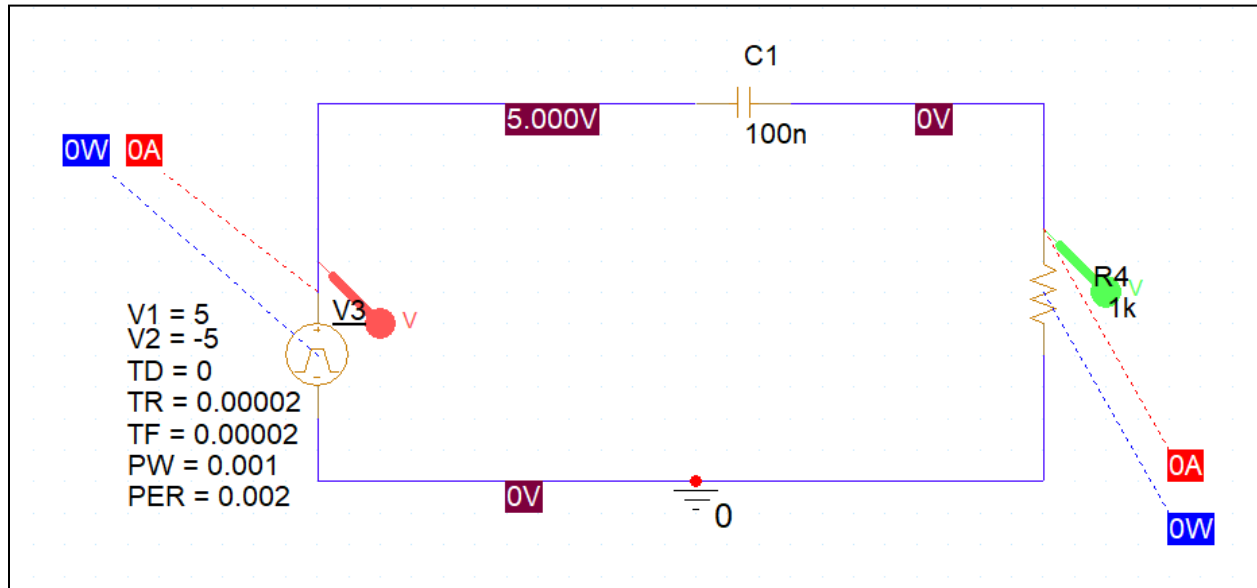 C1
5.000V
100n
0V
0W
0A
V3
V
R4
V
1k
V1 = 5
V2 = -5
TD = 0
TR = 0.00002
TF = 0.00002
PW = 0.001
PER = 0.002
0A
0V
0
0W